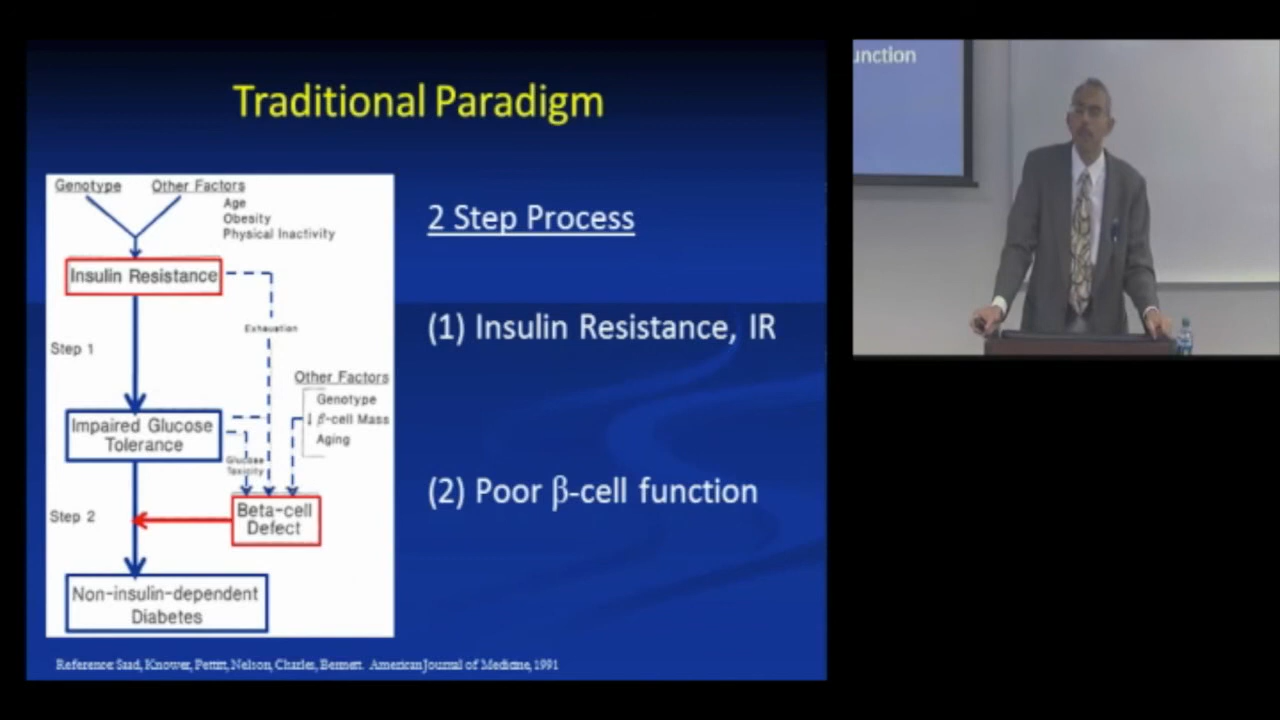 Traditional Paradigm
Genotype Other Factors
Age
Obesity
Physical Inactivity
Insulin Resistance
Exhaustion
Step 1
Other Factors
Genotype
↓ β-cell Mass
Aging
Impaired Glucose
Tolerance
Glucose
Toxicity
Step 2
Beta-cell
Defect
Non-insulin-dependent
Diabetes
2 Step Process
(1) Insulin Resistance, IR
(2) Poor β-cell function
Reference: Saad, Knower, Pettitt, Nelson, Charles, Bennett. American Journal of Medicine, 1991
unction